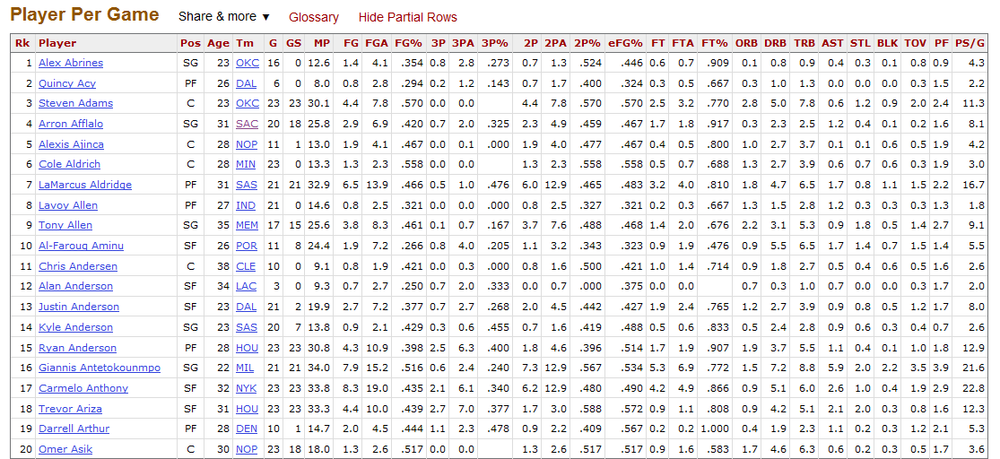 Player Per Game Share & more ▼ Glossary Hide Partial Rows
Rk Player Pos Age Tm G GS MP FG FGA FG% 3P 3PA 3P% 2P 2PA 2P% eFG% FT FTA FT% ORB DRB TRB AST STL BLK TOV PF PS/G
1 Alex Abrines SG 23 OKC 16 0 12.6 1.4 4.1 .354 0.8 2.8 .273 0.7 1.3 .524 .446 0.6 0.7 .909 0.1 0.8 0.9 0.4 0.3 0.1 0.8 0.9 4.3
2 Quincy Acy PF 26 DAL 6 0 8.0 0.8 2.8 .294 0.2 1.2 .143 0.7 1.7 .400 .324 0.3 0.5 .667 0.3 1.0 1.3 0.0 0.0 0.0 0.3 1.5 2.2
3 Steven Adams C 23 OKC 23 23 30.1 4.4 7.8 .570 0.0 0.0 4.4 7.8 .570 .570 2.5 3.2 .770 2.8 5.0 7.8 0.6 1.2 0.9 2.0 2.4 11.3
4 Arron Afflalo SG 31 SAC 20 18 25.8 2.9 6.9 .420 0.7 2.0 .325 2.3 4.9 .459 .467 1.7 1.8 .917 0.3 2.3 2.5 1.2 0.4 0.1 0.2 1.6 8.1
5 Alexis Ajinca C 28 NOP 11 1 13.0 1.9 4.1 .467 0.0 0.1 .000 1.9 4.0 .477 .467 0.4 0.5 .800 1.0 2.7 3.7 0.1 0.1 0.6 0.5 1.9 4.2
6 Cole Aldrich C 28 MIN 23 0 13.3 1.3 2.3 .558 0.0 0.0 1.3 2.3 .558 .558 0.5 0.7 .688 1.3 2.7 3.9 0.6 0.7 0.6 0.3 1.9 3.0
7 LaMarcus Aldridge PF 31 SAS 21 21 32.9 6.5 13.9 .466 0.5 1.0 .476 6.0 12.9 .465 .483 3.2 4.0 .810 1.8 4.7 6.5 1.7 0.8 1.1 1.5 2.2 16.7
8 Lavoy Allen PF 27 IND 21 0 14.6 0.8 2.5 .321 0.0 0.0 .000 0.8 2.5 .327 .321 0.2 0.3 .667 1.3 1.5 2.8 1.2 0.3 0.3 0.3 1.3 1.8
9 Tony Allen SG 35 MEM 17 15 25.6 3.8 8.3 .461 0.1 0.7 .167 3.7 7.6 .488 .468 1.4 2.0 .676 2.2 3.1 5.3 0.9 1.8 0.5 1.4 2.7 9.1
10 Al-Farouq Aminu SF 26 POR 11 8 24.4 1.9 7.2 .266 0.8 4.0 .205 1.1 3.2 .343 .323 0.9 1.9 .476 0.9 5.5 6.5 1.7 1.4 0.7 1.5 1.4 5.5
11 Chris Andersen C 38 CLE 10 0 9.1 0.8 1.9 .421 0.0 0.3 .000 0.8 1.6 .500 .421 1.0 1.4 .714 0.9 1.8 2.7 0.5 0.4 0.6 0.5 1.6 2.6
12 Alan Anderson SF 34 LAC 3 0 9.3 0.7 2.7 .250 0.7 2.0 .333 0.0 0.7 .000 .375 0.0 0.0 0.7 0.3 1.0 0.7 0.0 0.0 0.3 1.7 2.0
13 Justin Anderson SF 23 DAL 21 2 19.9 2.7 7.2 .377 0.7 2.7 .268 2.0 4.5 .442 .427 1.9 2.4 .765 1.2 2.7 3.9 0.9 0.8 0.5 1.2 1.7 8.0
14 Kyle Anderson SG 23 SAS 20 7 13.8 0.9 2.1 .429 0.3 0.6 .455 0.7 1.6 .419 .488 0.5 0.6 .833 0.5 2.4 2.8 0.9 0.6 0.3 0.4 0.7 2.6
15 Ryan Anderson PF 28 HOU 23 23 30.8 4.3 10.9 .398 2.5 6.3 .400 1.8 4.6 .396 .514 1.7 1.9 .907 1.9 3.7 5.5 1.1 0.4 0.1 1.0 1.8 12.9
16 Giannis Antetokounmpo SG 22 MIL 21 21 34.0 7.9 15.2 .516 0.6 2.4 .240 7.3 12.9 .567 .534 5.3 6.9 .772 1.5 7.2 8.8 5.9 2.0 2.2 3.5 3.9 21.6
17 Carmelo Anthony SF 32 NYK 23 23 33.8 8.3 19.0 .435 2.1 6.1 .340 6.2 12.9 .480 .490 4.2 4.9 .866 0.9 5.1 6.0 2.6 1.0 0.4 1.9 2.9 22.8
18 Trevor Ariza SF 31 HOU 23 23 33.3 4.4 10.0 .439 2.7 7.0 .377 1.7 3.0 .588 .572 0.9 1.1 .808 0.9 4.2 5.1 2.1 2.0 0.3 0.8 1.6 12.3
19 Darrell Arthur PF 28 DEN 10 1 14.7 2.0 4.5 .444 1.1 2.3 .478 0.9 2.2 .409 .567 0.2 0.2 1.000 0.4 1.9 2.3 1.1 0.3 0.1 1.2 2.1 5.3
20 Omer Asik C 30 NOP 23 18 18.0 1.3 2.6 .517 0.0 0.0 1.3 2.6 .517 .517 0.9 1.6 .583 1.7 4.6 6.3 0.6 0.2 0.3 0.5 1.7 3.6